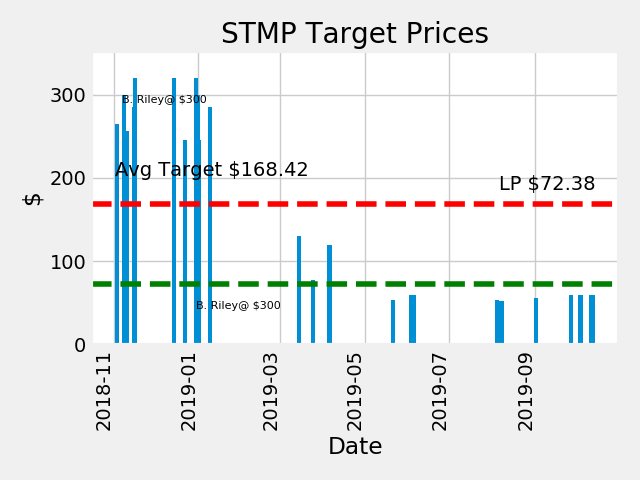 STMP Target Prices
B. Riley@ $300
Avg Target $168.42
LP $72.38
B. Riley@ $300
$
300
200
100
0
2018-11
2019-01
2019-03
2019-05
2019-07
2019-09
Date